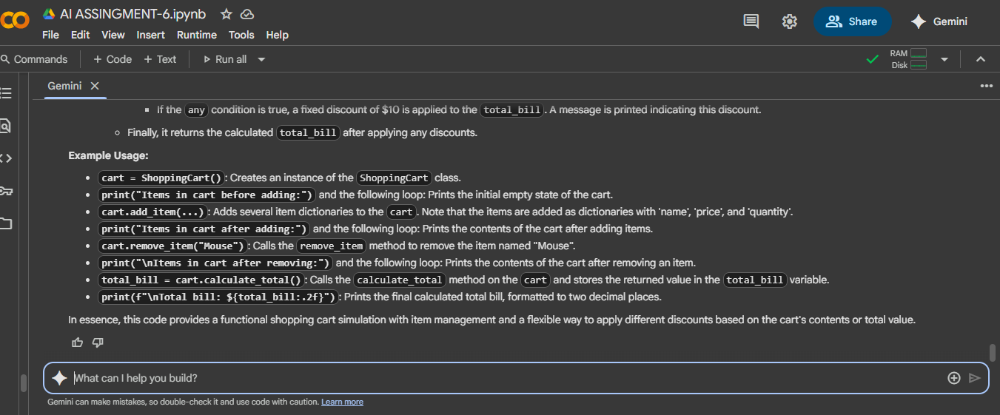 AI ASSINGMENT-6.ipynb
File Edit View Insert Runtime Tools Help
Share
Gemini
Commands + Code + Text Run all
RAM
Disk
Gemini
If the any condition is true, a fixed discount of $10 is applied to the total_bill. A message is printed indicating this discount.
Finally, it returns the calculated total_bill after applying any discounts.
Example Usage:
cart = ShoppingCart(): Creates an instance of the ShoppingCart class.
print("Items in cart before adding:") and the following loop: Prints the initial empty state of the cart.
cart.add_item(...): Adds several item dictionaries to the cart. Note that the items are added as dictionaries with 'name', 'price', and 'quantity'.
print("Items in cart after adding:") and the following loop: Prints the contents of the cart after adding items.
cart.remove_item("Mouse"): Calls the remove_item method to remove the item named "Mouse".
print("\nItems in cart after removing:") and the following loop: Prints the contents of the cart after removing an item.
total_bill = cart.calculate_total(): Calls the calculate_total method on the cart and stores the returned value in the total_bill variable.
print(f"\nTotal bill: ${total_bill:.2f}"): Prints the final calculated total bill, formatted to two decimal places.
In essence, this code provides a functional shopping cart simulation with item management and a flexible way to apply different discounts based on the cart's contents or total value.
What can I help you build?
Gemini can make mistakes, so double-check it and use code with caution. Learn more